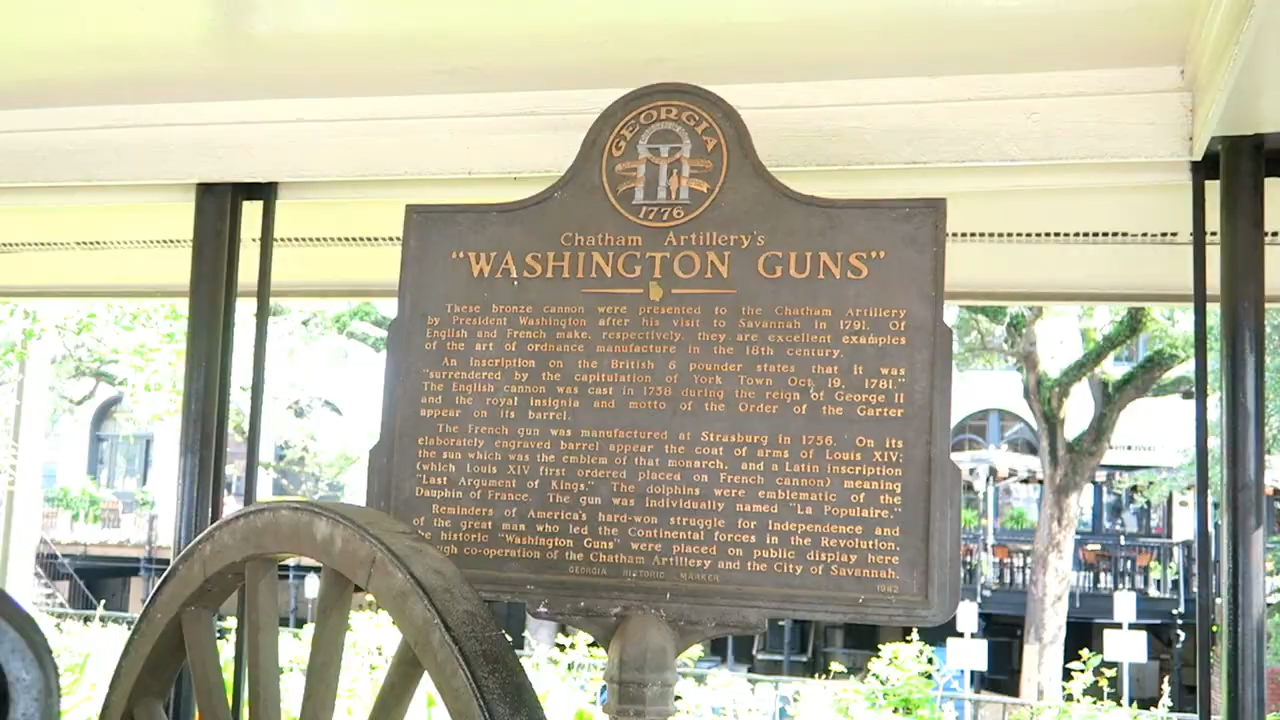 GEORGIA
1776
Chatham Artillery's
"WASHINGTON GUNS"
These bronze cannon were presented to the Chatham Artillery
by President Washington after his visit to Savannah in 1791. Of
English and French make, respectively, they are excellent examples
of the art of ordnance manufacture in the 18th century.
An inscription on the British 6 pounder states that it was
"surrendered by the capitulation of York Town Oct. 19, 1781."
The English cannon was cast in 1758 during the reign of George II
and the royal insignia and motto of the Order of the Garter
appear on its barrel.
The French gun was manufactured at Strasburg in 1756. On its
elaborately engraved barrel appear the coat of arms of Louis XIV;
the sun which was the emblem of that monarch, and a Latin inscription
(which Louis XIV first ordered placed on French cannon) meaning
"Last Argument of Kings." The dolphins were emblematic of the
Dauphin of France. The gun was individually named "La Populaire."
Reminders of America's hard-won struggle for Independence and
of the great man who led the Continental forces in the Revolution,
historic "Washington Guns" were placed on public display here
co-operation of the Chatham Artillery and the City of Savannah.
GEORGIA HISTORIC MARKER
1982